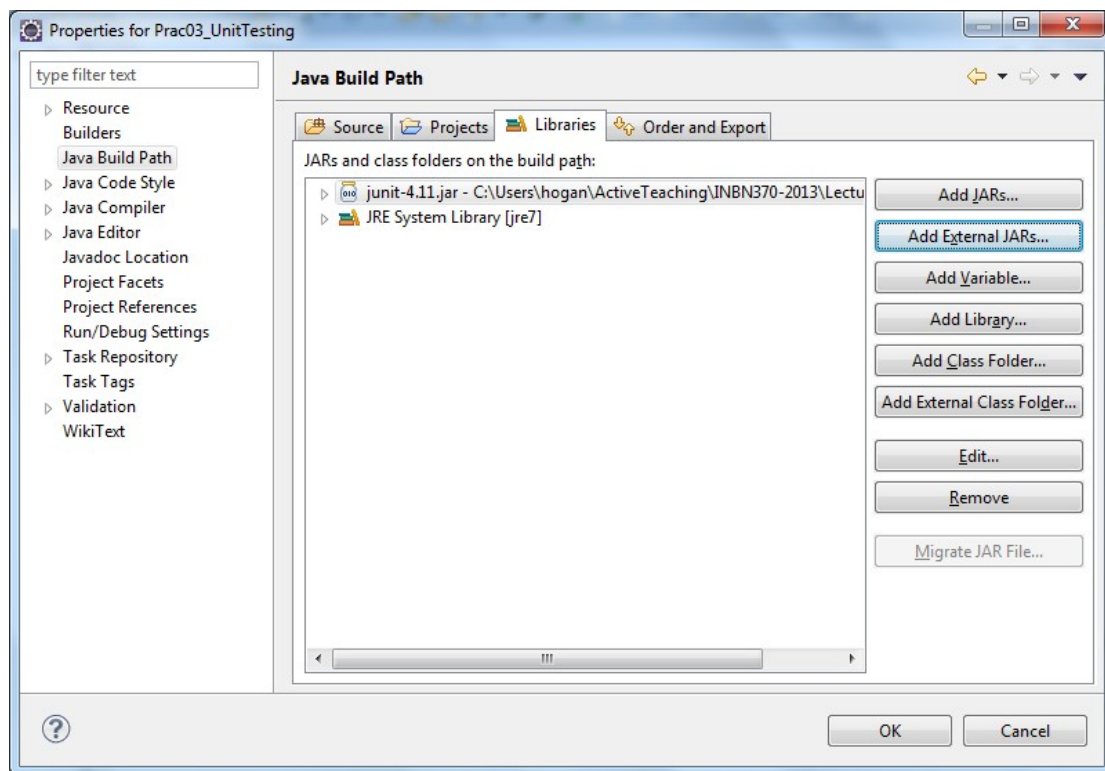 Properties for Prac03_UnitTesting
type filter text
Resource
Builders
Java Build Path
Java Code Style
Java Compiler
Java Editor
Javadoc Location
Project Facets
Project References
Run/Debug Settings
Task Repository
Task Tags
Validation
WikiText
Java Build Path
Source Projects Libraries Order and Export
JARs and class folders on the build path:
junit-4.11.jar - C:\Users\hogan\ActiveTeaching\INBN370-2013\Lectu
JRE System Library [jre7]
Add JARs...
Add External JARs...
Add Variable...
Add Library...
Add Class Folder...
Add External Class Folder...
Edit...
Remove
Migrate JAR File...
OK Cancel